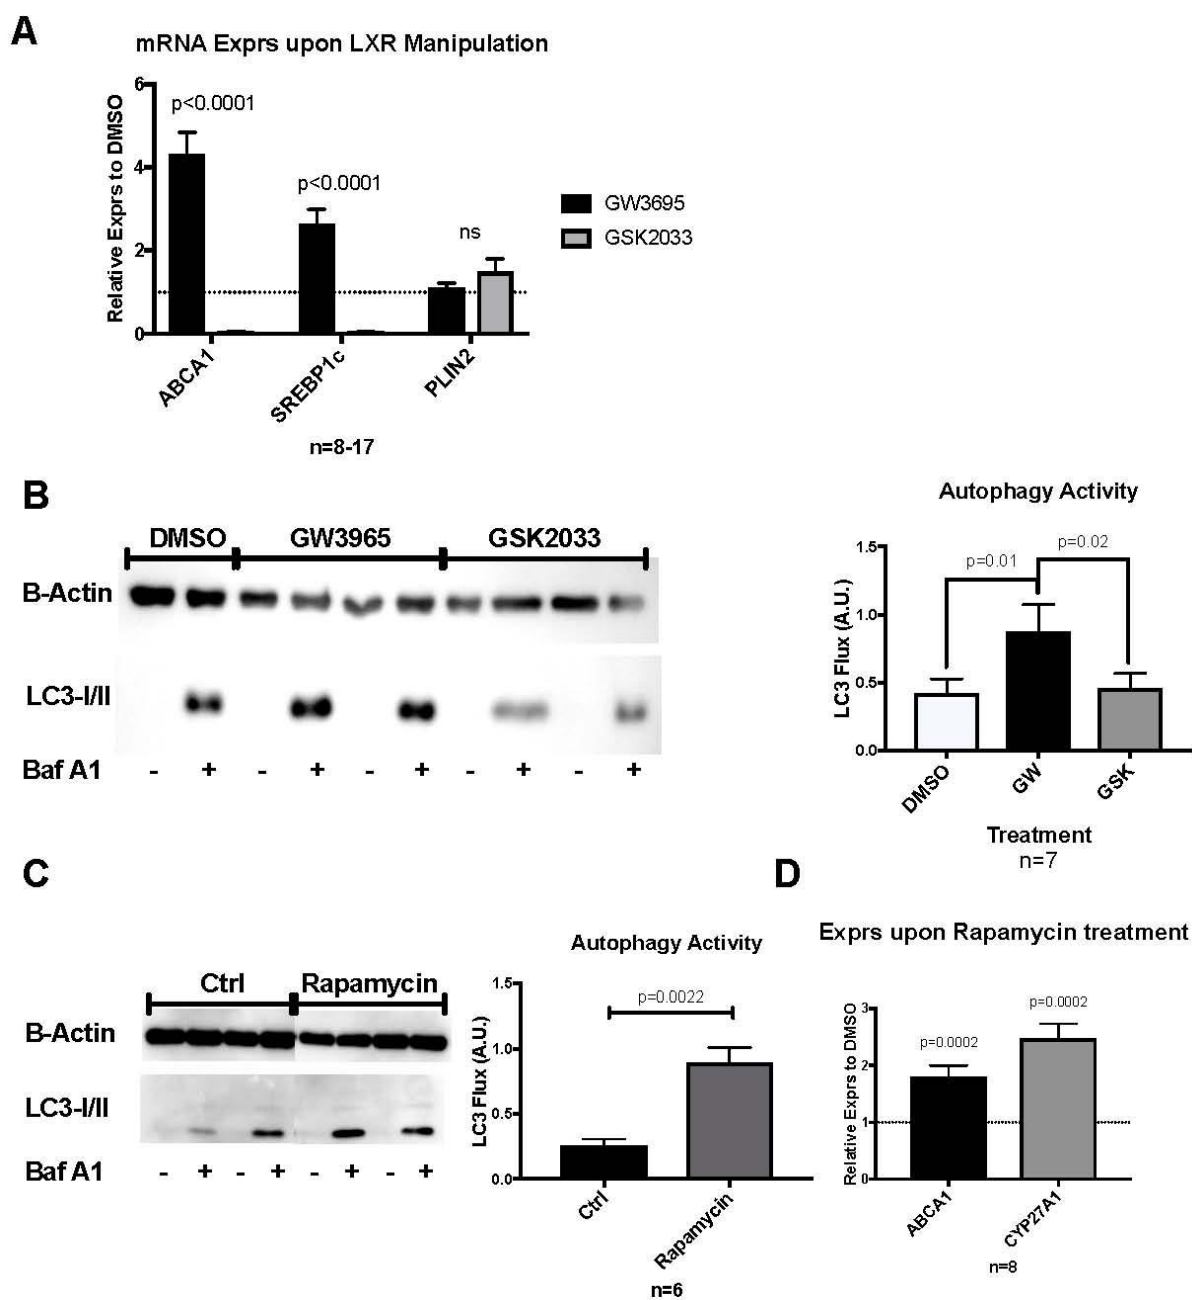 A
mRNA Exprs upon LXR Manipulation
Relative Exprs to DMSO
6
4
2
0
p<0.0001
p<0.0001
ns
GW3695
GSK2033
ABCA1
SREBP1c
PLIN2
n=8-17
B
DMSO GW3965 GSK2033
B-Actin
LC3-I/II
Baf A1 - + - + - + - + - +
Autophagy Activity
LC3 Flux (A.U.)
1.5
1.0
0.5
0.0
p=0.01
p=0.02
DMSO
GW
GSK
Treatment
n=7
C
Ctrl Rapamycin
B-Actin
LC3-I/II
Baf A1 - + - + - + - +
Autophagy Activity
LC3 Flux (A.U.)
1.5
1.0
0.5
0.0
p=0.0022
Ctrl
Rapamycin
n=6
D
Exprs upon Rapamycin treatment
Relative Exprs to DMSO
3
2
1
0
p=0.0002
p=0.0002
ABCA1
CYP27A1
n=8